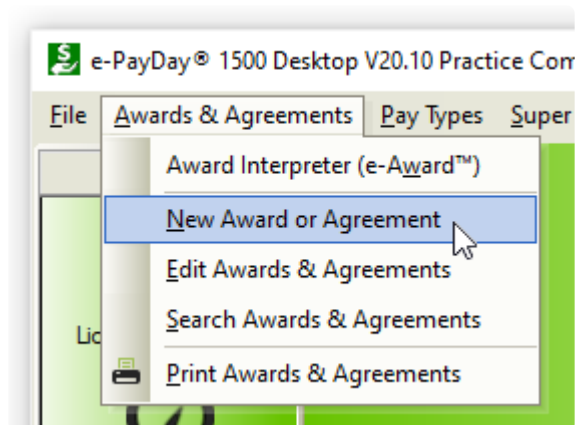 e-PayDay® 1500 Desktop V20.10 Practice Com
File Awards & Agreements Pay Types Super
Award Interpreter (e-Award™)
New Award or Agreement
Edit Awards & Agreements
Search Awards & Agreements
Lic
Print Awards & Agreements